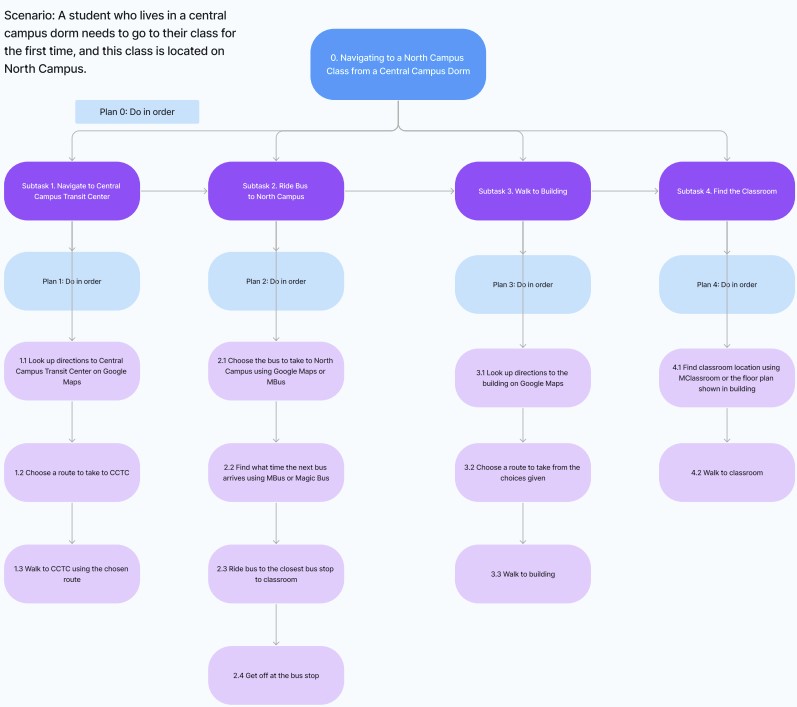 Scenario: A student who lives in a central
campus dorm needs to go to their class for
the first time, and this class is located on
North Campus.
0. Navigating to a North Campus
Class from a Central Campus Dorm
Plan 0: Do in order
Subtask 1. Navigate to Central
Campus Transit Center
Subtask 2. Ride Bus
to North Campus
Subtask 3. Walk to Building
Subtask 4. Find the Classroom
Plan 1: Do in order
Plan 2: Do in order
Plan 3: Do in order
Plan 4: Do in order
1.1 Look up directions to Central
Campus Transit Center on Google
Maps
2.1 Choose the bus to take to North
Campus using Google Maps or
MBus
3.1 Look up directions to the
building on Google Maps
4.1 Find classroom location using
MClassroom or the floor plan
shown in building
1.2 Choose a route to take to CCTC
2.2 Find what time the next bus
arrives using MBus or Magic Bus
3.2 Choose a route to take from the
choices given
4.2 Walk to classroom
1.3 Walk to CCTC using the chosen
route
2.3 Ride bus to the closest bus stop
to classroom
3.3 Walk to building
2.4 Get off at the bus stop